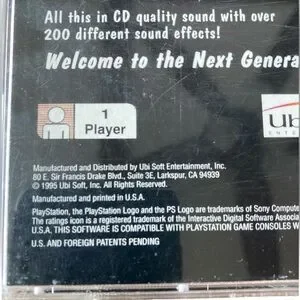 All this in CD quality sound with over
200 different sound effects!
Welcome to the Next Genera
1
Player
Ub
ENTE
Manufactured and Distributed by Ubi Soft Entertainment, Inc.
80 E. Sir Francis Drake Blvd., Suite 3E, Larkspur, CA 94939
© 1995 Ubi Soft, Inc. All Rights Reserved.
Manufactured and printed in U.S.A.
PlayStation, the PlayStation Logo and the PS Logo are trademarks of Sony Compute
The ratings icon is a registered trademark of the Interactive Digital Software Associa
U.S.A. THIS SOFTWARE IS COMPATIBLE WITH PLAYSTATION GAME CONSOLES W
U.S. AND FOREIGN PATENTS PENDING